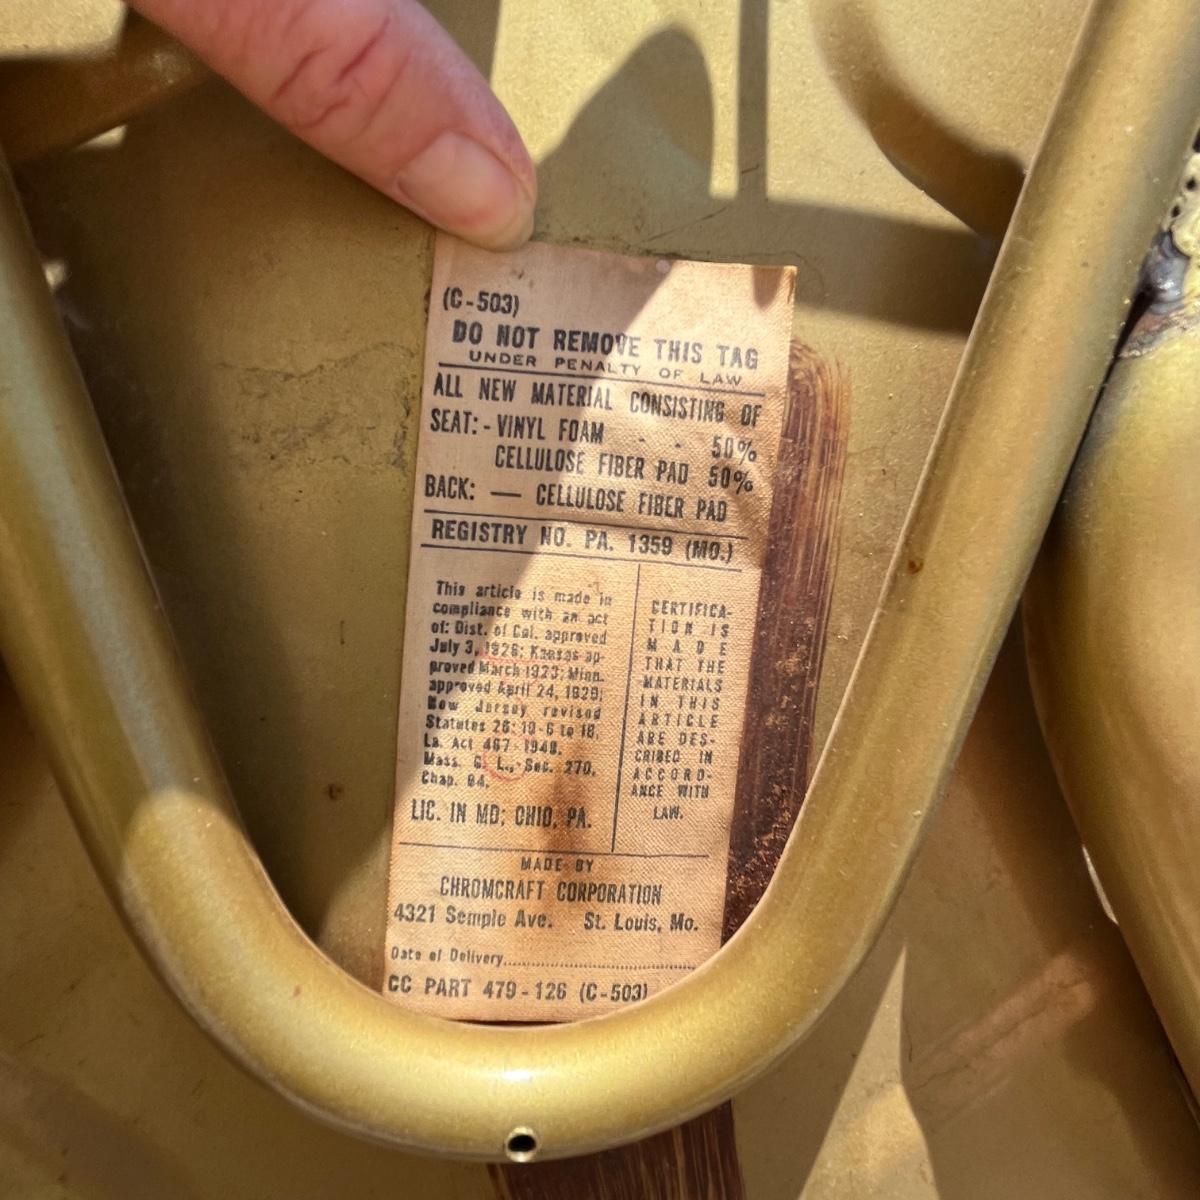 (C-503)
DO NOT REMOVE THIS TAG
UNDER PENALTY OF LAW
ALL NEW MATERIAL CONSISTING OF
SEAT:- VINYL FOAM - - 50%
CELLULOSE FIBER PAD 50%
BACK: — CELLULOSE FIBER PAD
REGISTRY NO. PA. 1359 (MO.)
This article is made in
compliance with an act
of: Dist. of Col. approved
July 3, 1926; Kansas ap-
proved March 1923; Minn.
approved April 24, 1929;
New Jersey revised
Statutes 26: 10-6 to 18.
La. Act 467-1948.
Mass. G. L., Sec. 270,
Chap. 94.
LIC. IN MD; OHIO, PA.
CERTIFICA-
TION IS
MADE
THAT THE
MATERIALS
IN THIS
ARTICLE
ARE DES-
CRIBED IN
ACCORD-
ANCE WITH
LAW.
MADE BY
CHROMCRAFT CORPORATION
4321 Semple Ave. St. Louis, Mo.
Date of Delivery
CC PART 479-126 (C-503)